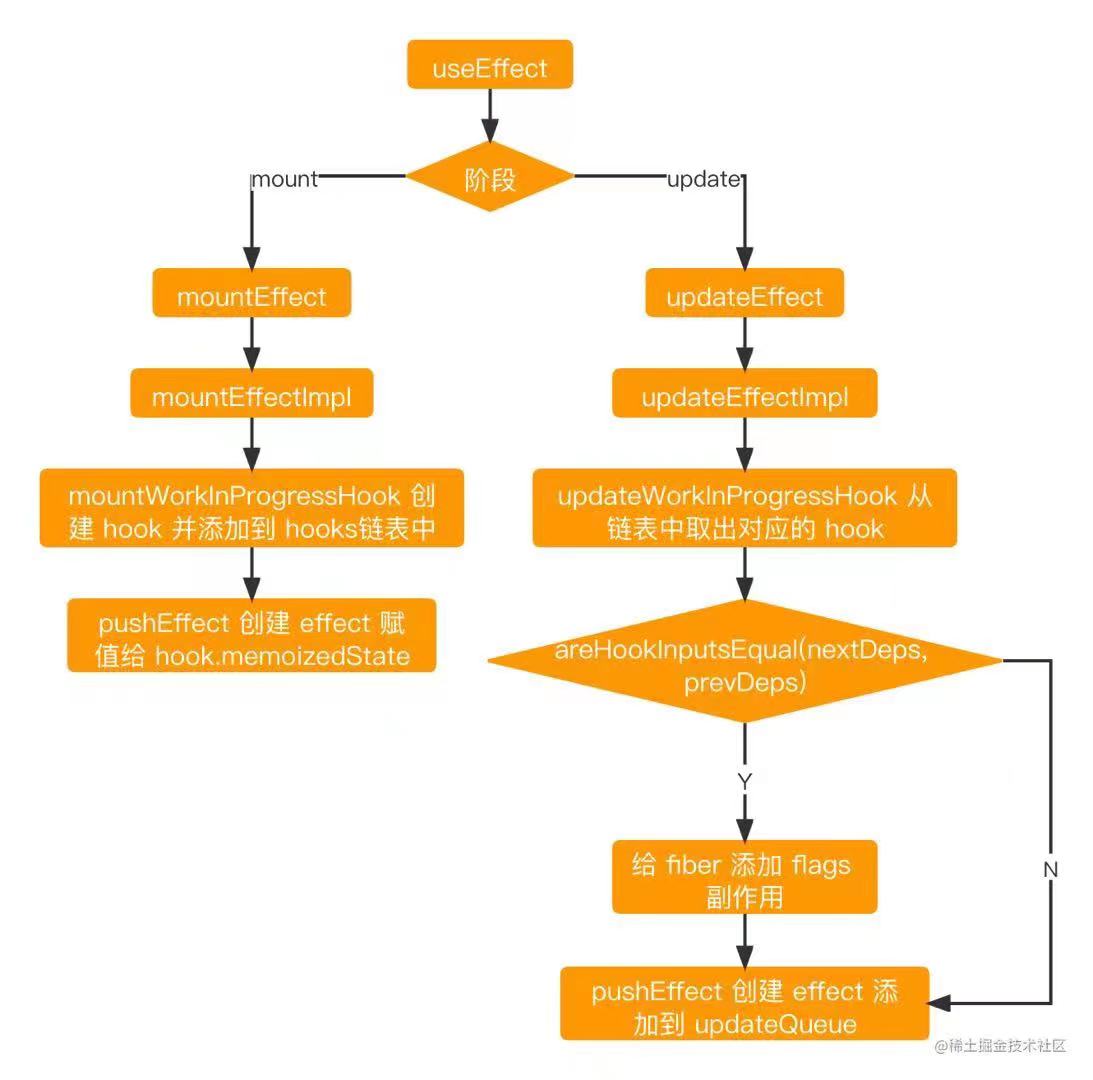 useEffect
阶段
mount
update
mountEffect
updateEffect
mountEffectImpl
updateEffectImpl
mountWorkInProgressHook 创
建 hook 并添加到 hooks链表中
updateWorkInProgressHook 从
链表中取出对应的 hook
pushEffect 创建 effect 赋
值给 hook.memoizedState
areHookInputsEqual(nextDeps,
prevDeps)
Y
N
给 fiber 添加 flags
副作用
pushEffect 创建 effect 添
加到 updateQueue
@稀土掘金技术社区